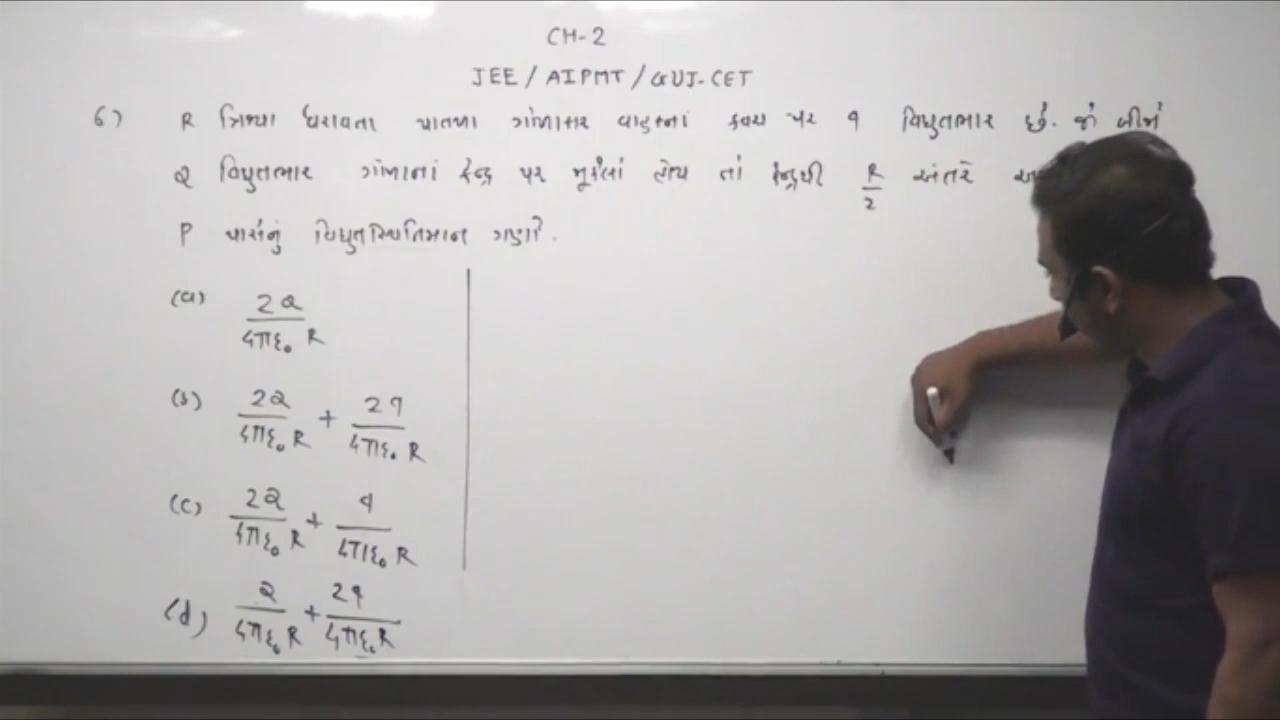 CH-2
JEE / AIPMT / GUJ-CET
6) R ત્રિજ્યા ધરાવતા પાતળા ગોળાકાર વાહકનાં કવચ પર q વિદ્યુતભાર છે. જો બીજો
Q વિદ્યુતભાર ગોળાનાં કેન્દ્ર પર મૂકેલો હોય તો કેન્દ્રથી R/2 અંતરે
P પાસેનું વિદ્યુતસ્થિતિમાન ગણો.
(a) 2Q/4πε₀R
(b) 2Q/4πε₀R + 2q/4πε₀R
(c) 2Q/4πε₀R + q/4πε₀R
(d) Q/4πε₀R + 2q/4πε₀R